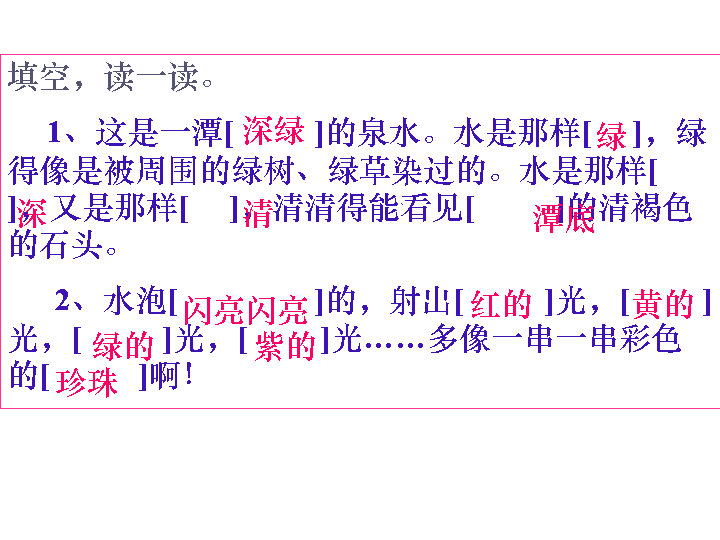 填空，读一读。
1、这是一潭[ 深绿 ]的泉水。水是那样[ 绿 ]，绿
得像是被周围的绿树、绿草染过的。水是那样[
深 ]，又是那样[ 清 ]，清清得能看见[ 潭底 ]的清褐色
的石头。
2、水泡[ 闪亮闪亮 ]的，射出[ 红的 ]光，[ 黄的 ]
光，[ 绿的 ]光，[ 紫的 ]光……多像一串一串彩色
的[ 珍珠 ]啊！